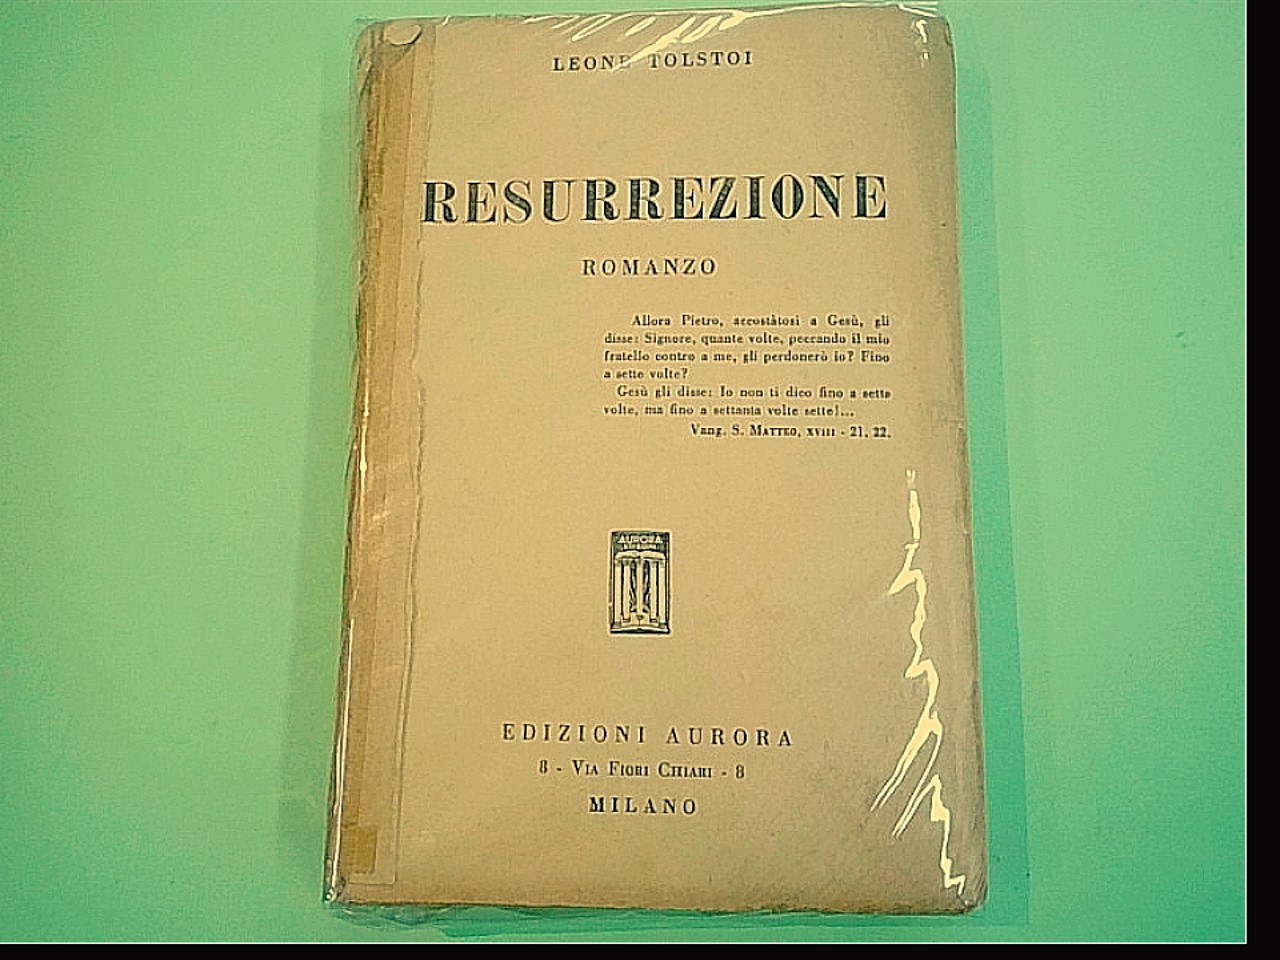 LEONE TOLSTOI
RESURREZIONE
ROMANZO
Allora Pietro, accostàtosi a Gesù, gli
disse: Signore, quante volte, peccando il mio
fratello contro a me, gli perdonerò io? Fino
a sette volte?
Gesù gli disse: Io non ti dico fino a sette
volte, ma fino a settanta volte sette!...
Vang. S. MATTEO, XVIII - 21, 22.
AURORA
EDIZIONI AURORA
8 - VIA FIORI CHIARI - 8
MILANO